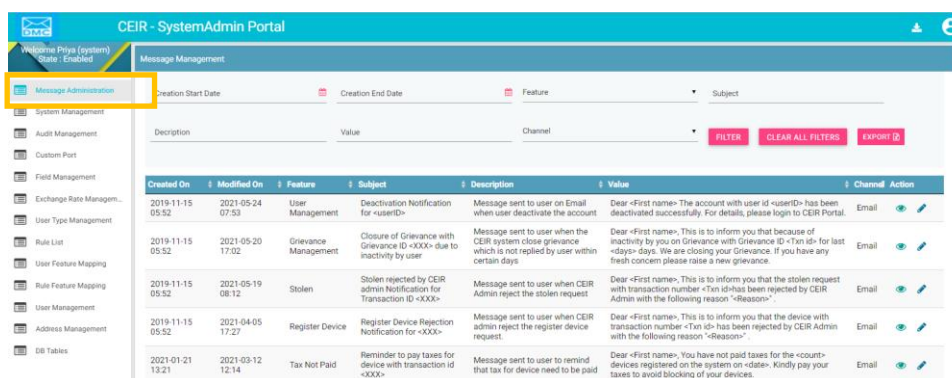 DMC
CEIR - SystemAdmin Portal
Welcome Priya (system)
State : Enabled
Message Management
Message Administration
System Management
Audit Management
Custom Port
Field Management
Exchange Rate Managem...
User Type Management
Rule List
User Feature Mapping
Rule Feature Mapping
User Management
Address Management
DB Tables
Creation Start Date
Creation End Date
Feature
Subject
Decription
Value
Channel
FILTER
CLEAR ALL FILTERS
EXPORT
Created On Modified On Feature Subject Description Value Channel Action
2019-11-15
05:52
2021-05-24
07:53
User
Management
Deactivation Notification
for <userID>
Message sent to user on Email
when user deactivate the account
Dear <First name> The account with user id <userID> has been
deactivated successfully. For details, please login to CEIR Portal.
Email
2019-11-15
05:52
2021-05-20
17:02
Grievance
Management
Closure of Grievance with
Grievance ID <XXX> due to
inactivity by user
Message sent to user when the
CEIR system close grievance
which is not replied by user within
certain days
Dear <First name>, This is to inform you that because of
inactivity by you on Grievance with Grievance ID <Txn id> for last
<days> days. We are closing your Grievance. If you have any
fresh concern please raise a new grievance.
Email
2019-11-15
05:52
2021-05-19
08:12
Stolen
Stolen rejected by CEIR
admin Notification for
Transaction ID <XXX>
Message sent to user when CEIR
Admin reject the stolen request
Dear <First name>, This is to inform you that the stolen request
with transaction number <Txn id>has been rejected by CEIR
Admin with the following reason "<Reason>" .
Email
2019-11-15
05:52
2021-04-05
17:27
Register Device
Register Device Rejection
Notification for <XXX>
Message sent to user when CEIR
admin reject the register device
request.
Dear <First name>, This is to inform you that the device with
transaction number <Txn id> has been rejected by CEIR Admin
with the following reason "<Reason>" .
Email
2021-01-21
13:21
2021-03-12
12:14
Tax Not Paid
Reminder to pay taxes for
device with transaction id
<XXX>
Message sent to user to remind
that tax for device need to be paid
Dear <First name>, You have not paid taxes for the <count>
devices registered on the system on <date>. Kindly pay your
taxes to avoid blocking of your devices.
Email